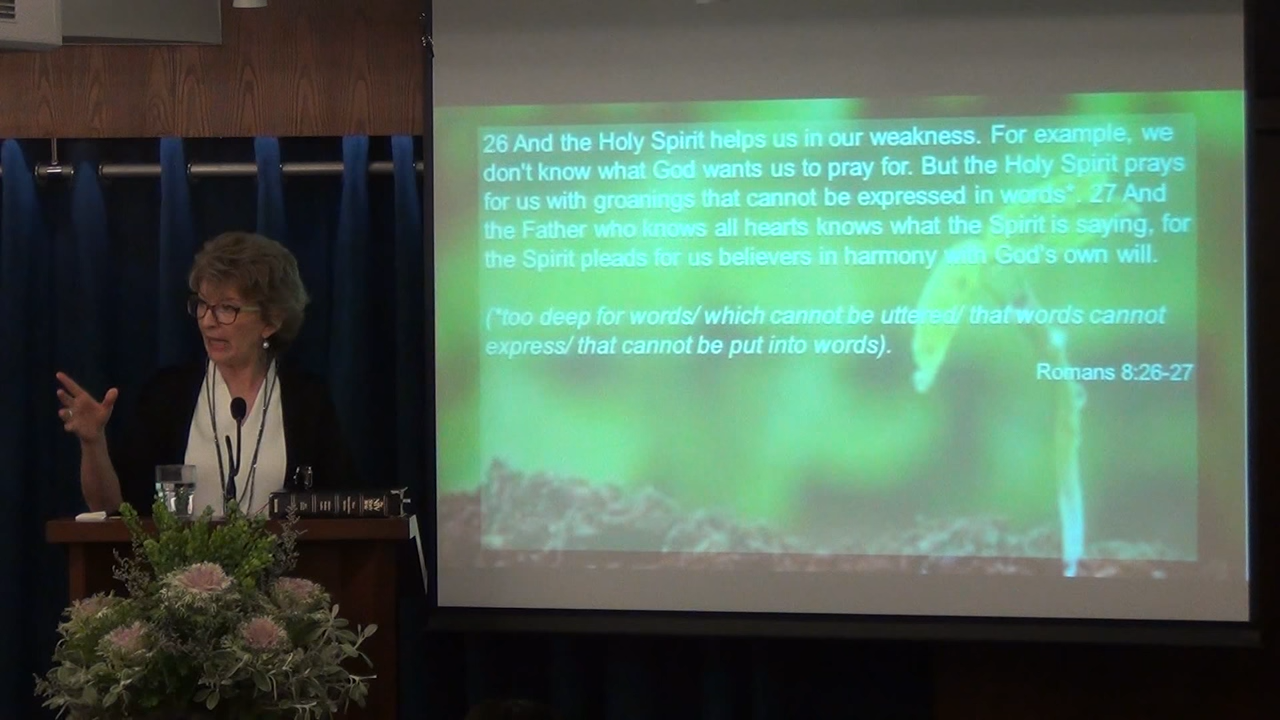 26 And the Holy Spirit helps us in our weakness. For example, we
don't know what God wants us to pray for. But the Holy Spirit prays
for us with groanings that cannot be expressed in words*. 27 And
the Father who knows all hearts knows what the Spirit is saying, for
the Spirit pleads for us believers in harmony with God's own will.
(*too deep for words/ which cannot be uttered/ that words cannot
express/ that cannot be put into words).
Romans 8:26-27